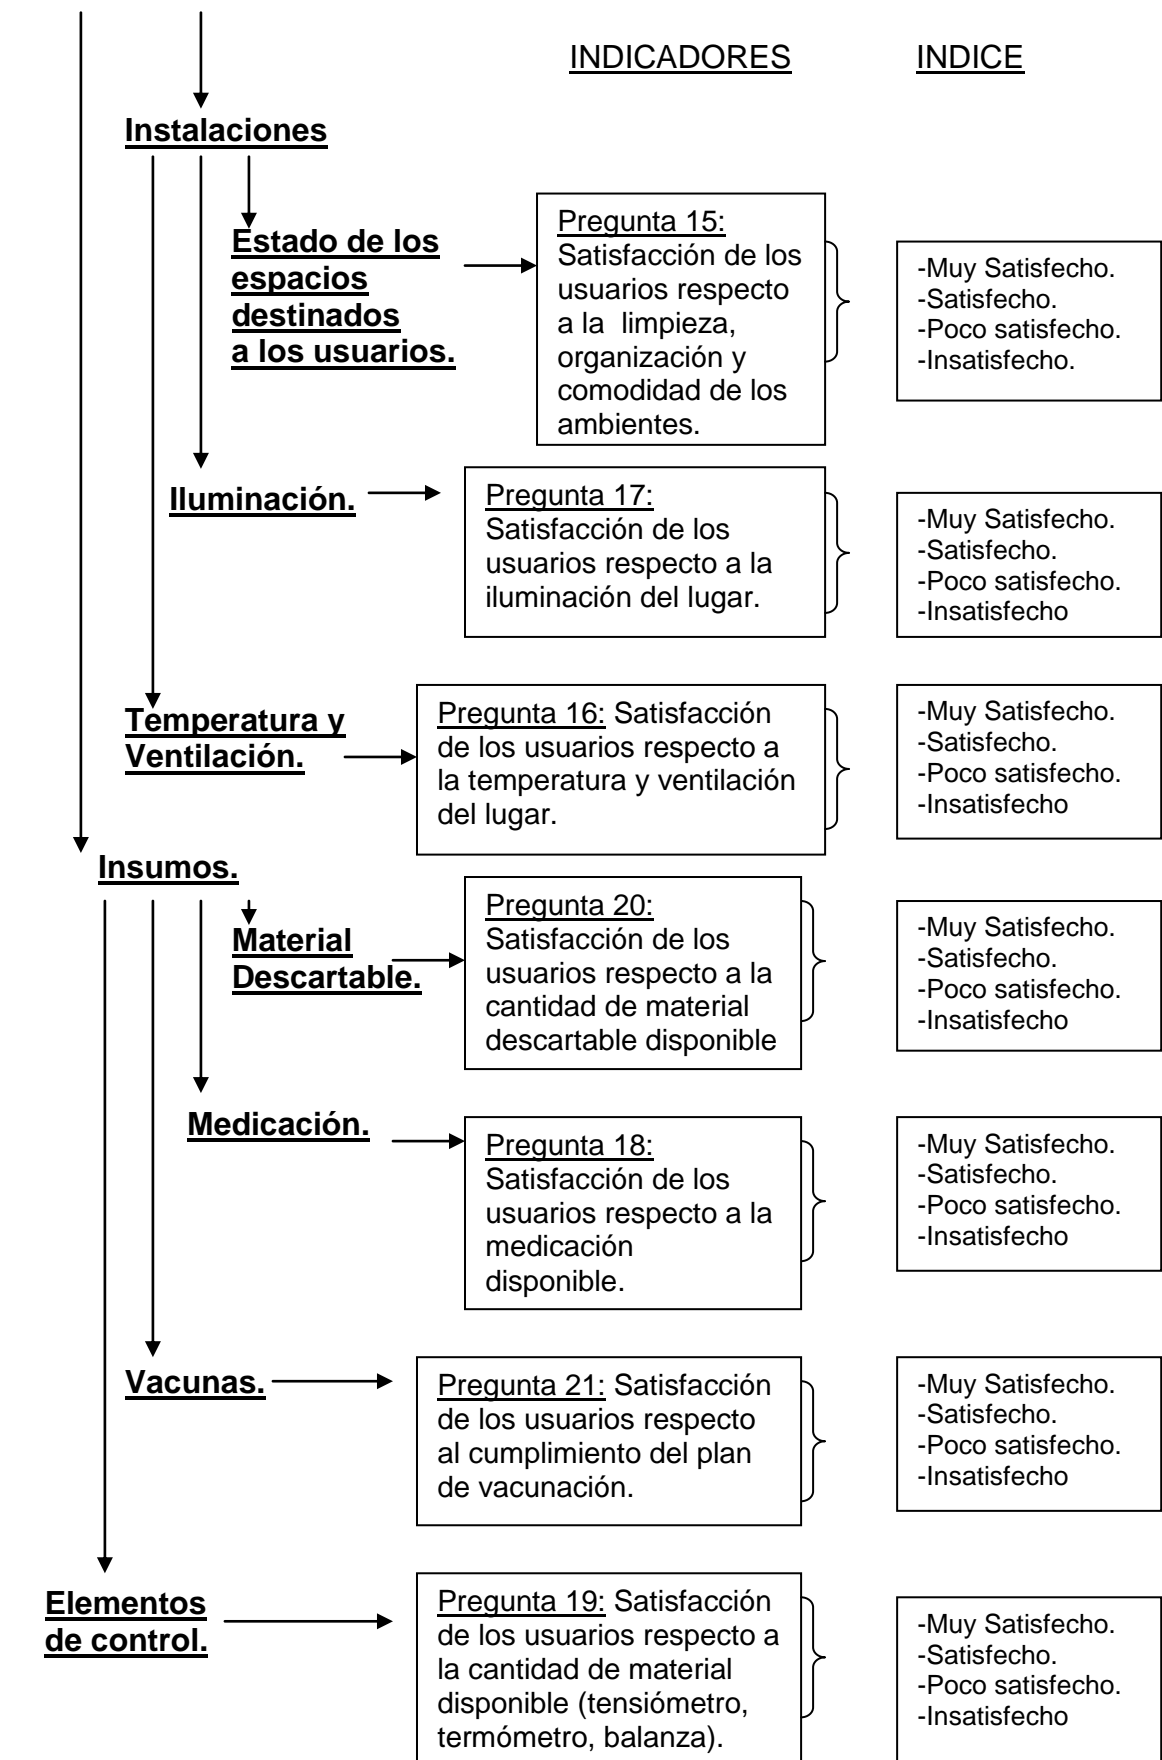 INDICADORES
INDICE
Instalaciones
Estado de los
espacios
destinados
a los usuarios.
Pregunta 15:
Satisfacción de los
usuarios respecto
a la limpieza,
organización y
comodidad de los
ambientes.
-Muy Satisfecho.
-Satisfecho.
-Poco satisfecho.
-Insatisfecho.
Iluminación.
Pregunta 17:
Satisfacción de los
usuarios respecto a la
iluminación del lugar.
-Muy Satisfecho.
-Satisfecho.
-Poco satisfecho.
-Insatisfecho
Temperatura y
Ventilación.
Pregunta 16: Satisfacción
de los usuarios respecto a
la temperatura y ventilación
del lugar.
-Muy Satisfecho.
-Satisfecho.
-Poco satisfecho.
-Insatisfecho
Insumos.
Material
Descartable.
Pregunta 20:
Satisfacción de los
usuarios respecto a la
cantidad de material
descartable disponible
-Muy Satisfecho.
-Satisfecho.
-Poco satisfecho.
-Insatisfecho
Medicación.
Pregunta 18:
Satisfacción de los
usuarios respecto a la
medicación
disponible.
-Muy Satisfecho.
-Satisfecho.
-Poco satisfecho.
-Insatisfecho
Vacunas.
Pregunta 21: Satisfacción
de los usuarios respecto
al cumplimiento del plan
de vacunación.
-Muy Satisfecho.
-Satisfecho.
-Poco satisfecho.
-Insatisfecho
Elementos
de control.
Pregunta 19: Satisfacción
de los usuarios respecto a
la cantidad de material
disponible (tensiómetro,
termómetro, balanza).
-Muy Satisfecho.
-Satisfecho.
-Poco satisfecho.
-Insatisfecho